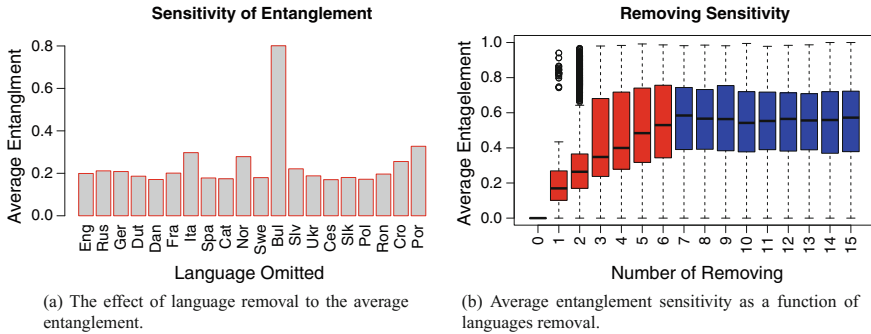 Sensitivity of Entanglement
Average Entanglment
0.8
0.6
0.4
0.2
0.0
Eng Rus Ger Dut Dan Fra Ita Spa Cat Nor Swe Bul Slv Ukr Ces Slk Pol Ron Cro Por
Language Omitted
(a) The effect of language removal to the average
entanglement.
Removing Sensitivity
Average Entagelement
1.0
0.8
0.6
0.4
0.2
0.0
0 1 2 3 4 5 6 7 8 9 10 11 12 13 14 15
Number of Removing
(b) Average entanglement sensitivity as a function of
languages removal.